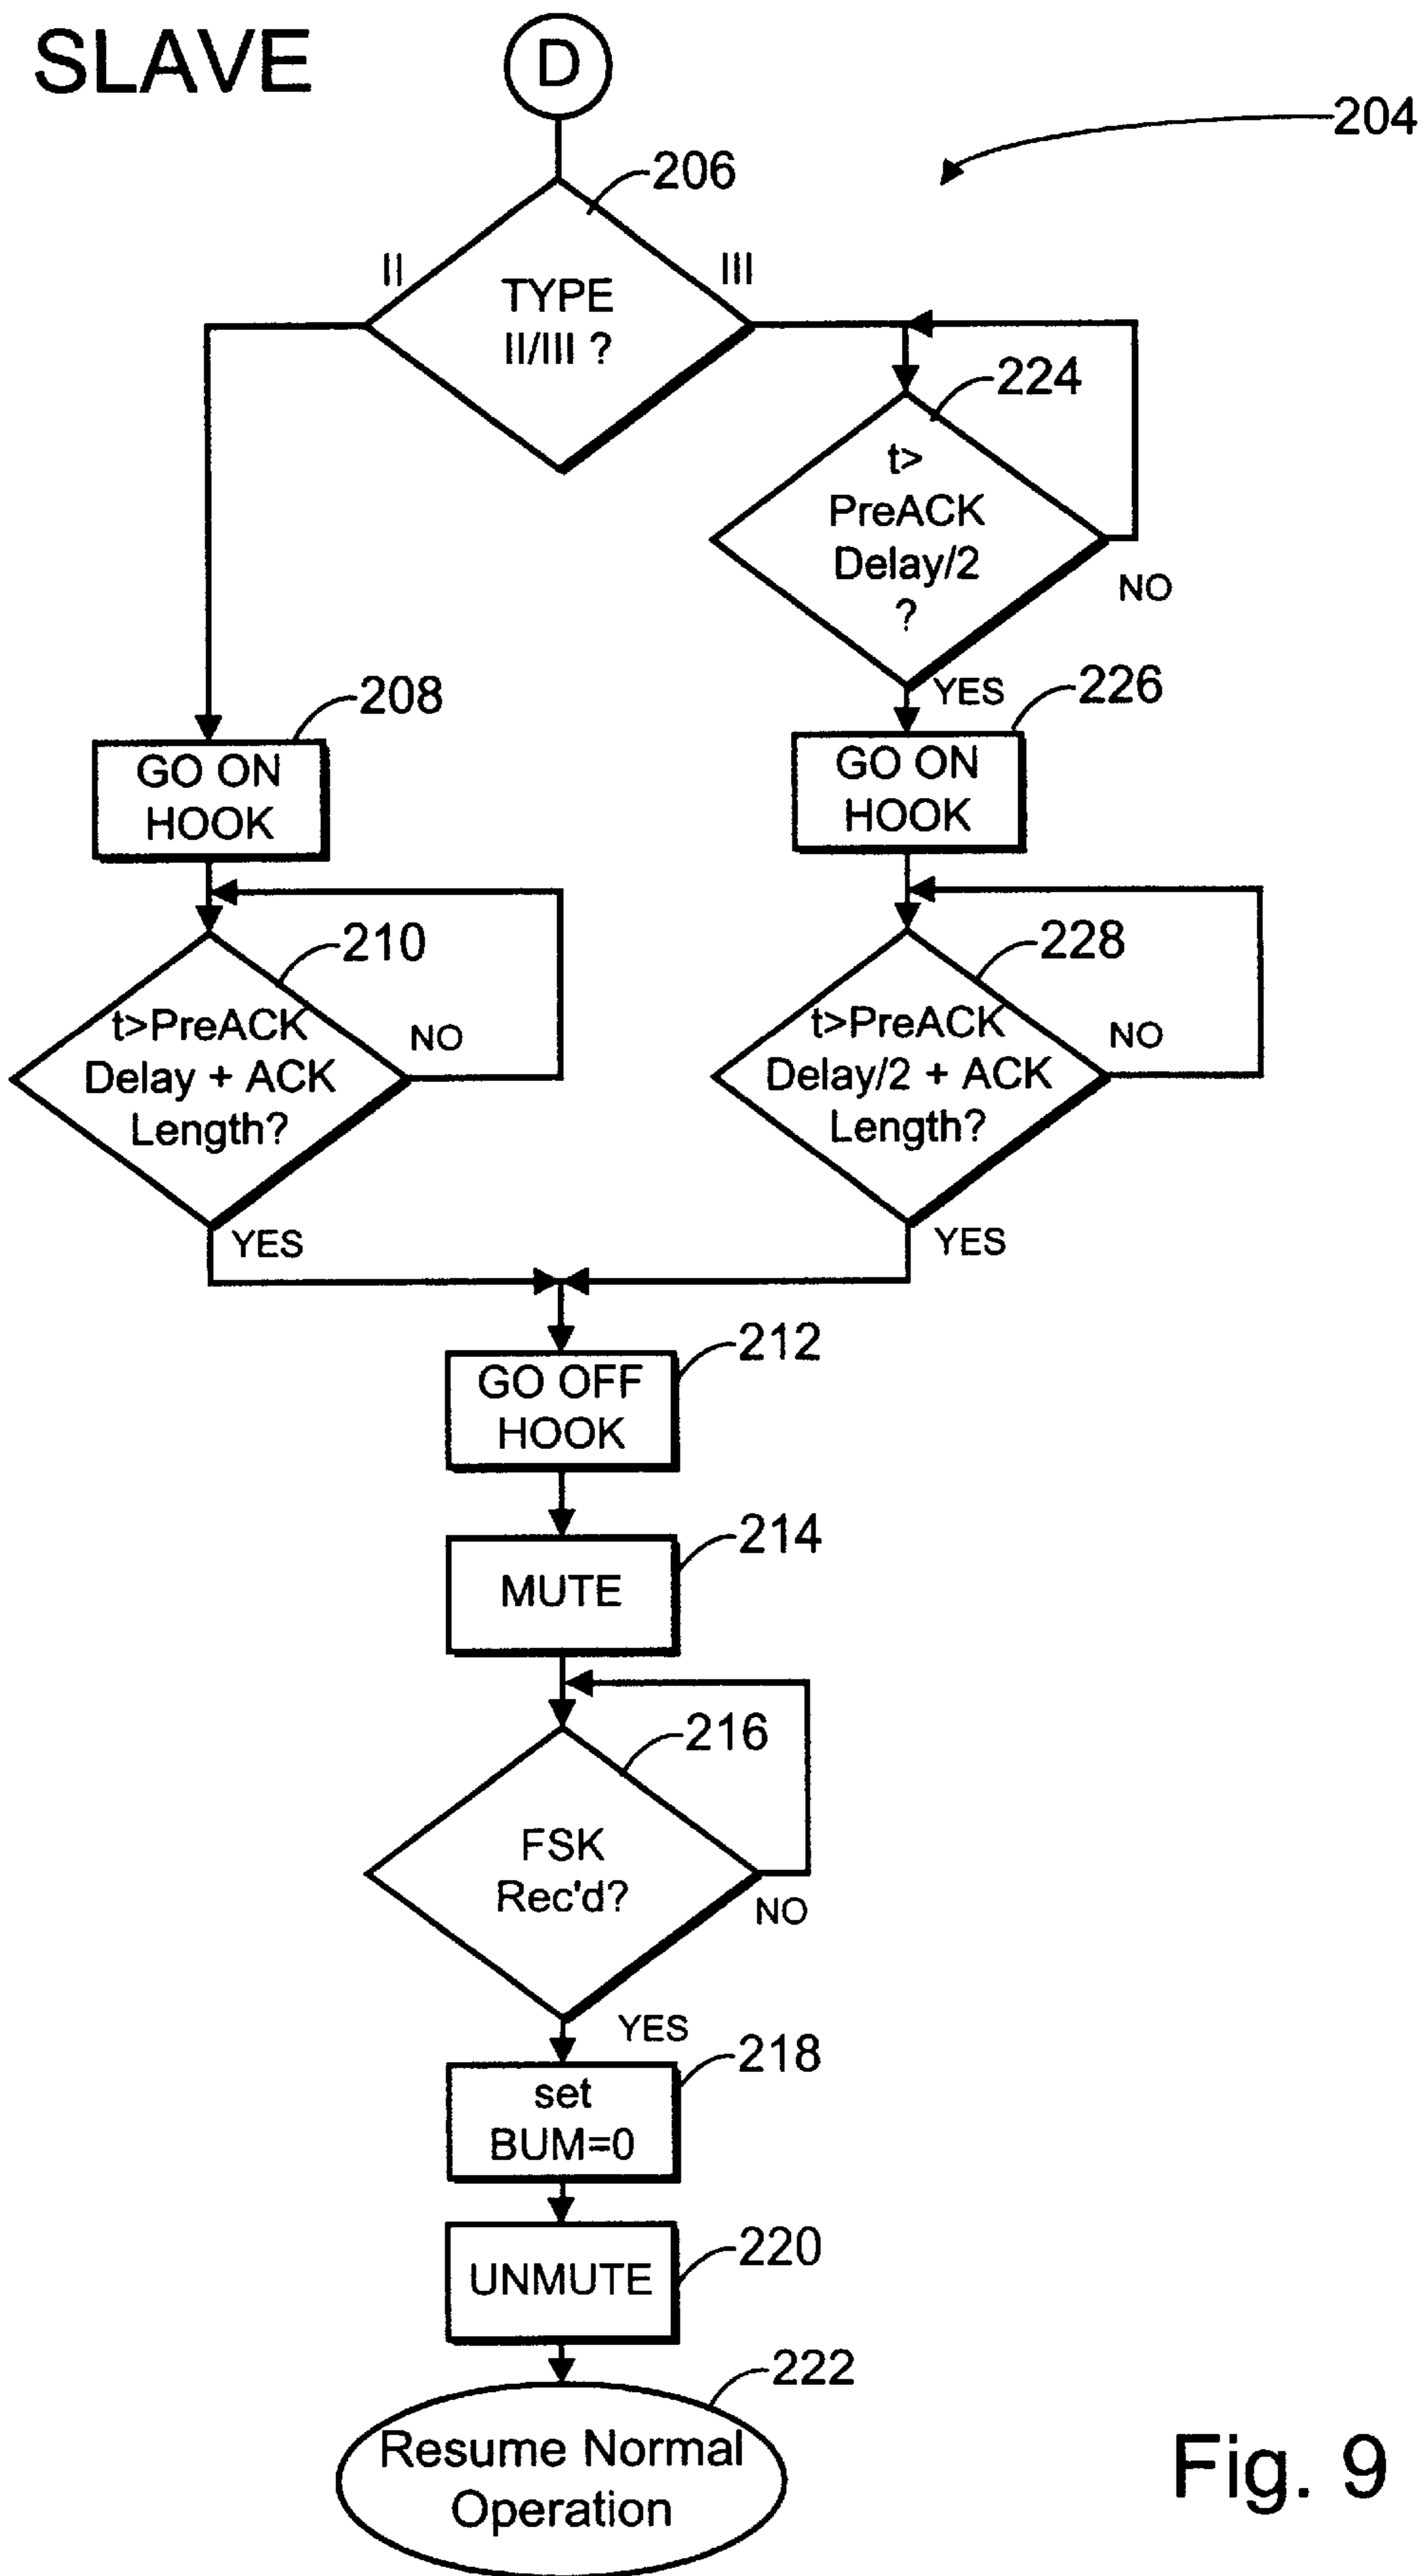 SLAVE
D
204
206
II
III
TYPE
II/III ?
224
t>
PreACK
Delay/2
?
NO
YES
208
226
GO ON
HOOK
GO ON
HOOK
210
228
t>PreACK
Delay + ACK
Length?
NO
t>PreACK
Delay/2 + ACK
Length?
NO
YES
YES
212
GO OFF
HOOK
214
MUTE
216
FSK
Rec'd?
NO
YES
218
set
BUM=0
220
UNMUTE
222
Resume Normal
Operation
Fig. 9